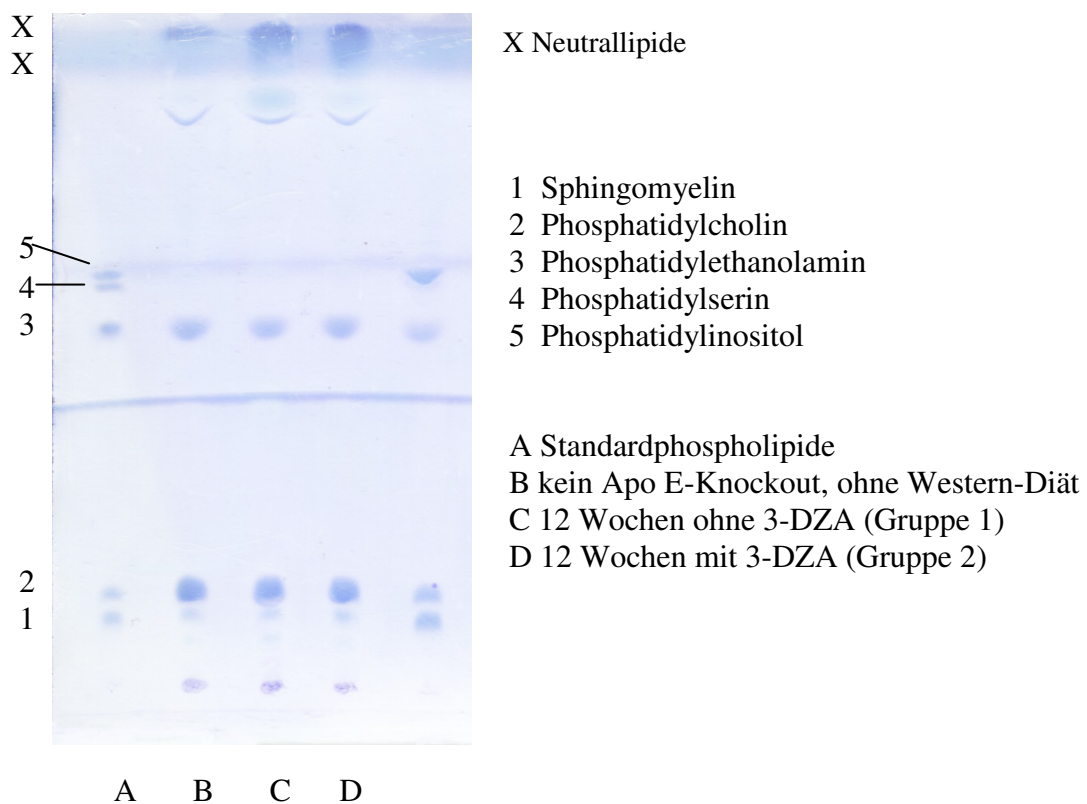 X
X
X Neutrallipide
1 Sphingomyelin
2 Phosphatidylcholin
3 Phosphatidylethanolamin
4 Phosphatidylserin
5 Phosphatidylinositol
5
4
3
A Standardphospholipide
B kein Apo E-Knockout, ohne Western-Diät
C 12 Wochen ohne 3-DZA (Gruppe 1)
D 12 Wochen mit 3-DZA (Gruppe 2)
2
1
A B C D